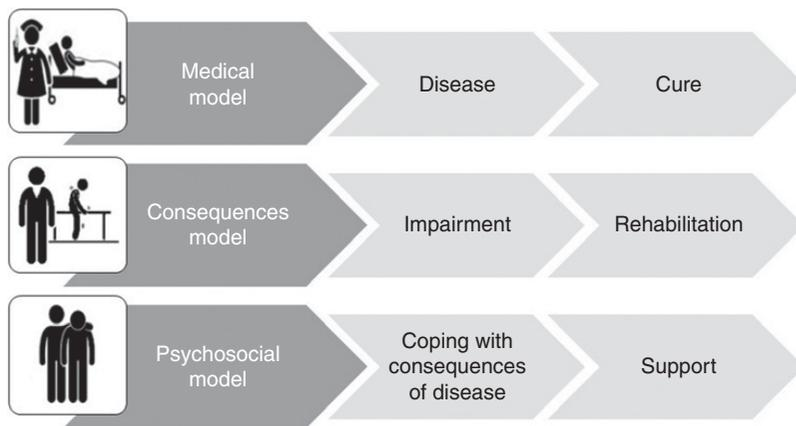 Medical
model
Disease
Cure
Consequences
model
Impairment
Rehabilitation
Psychosocial
model
Coping with
consequences
of disease
Support